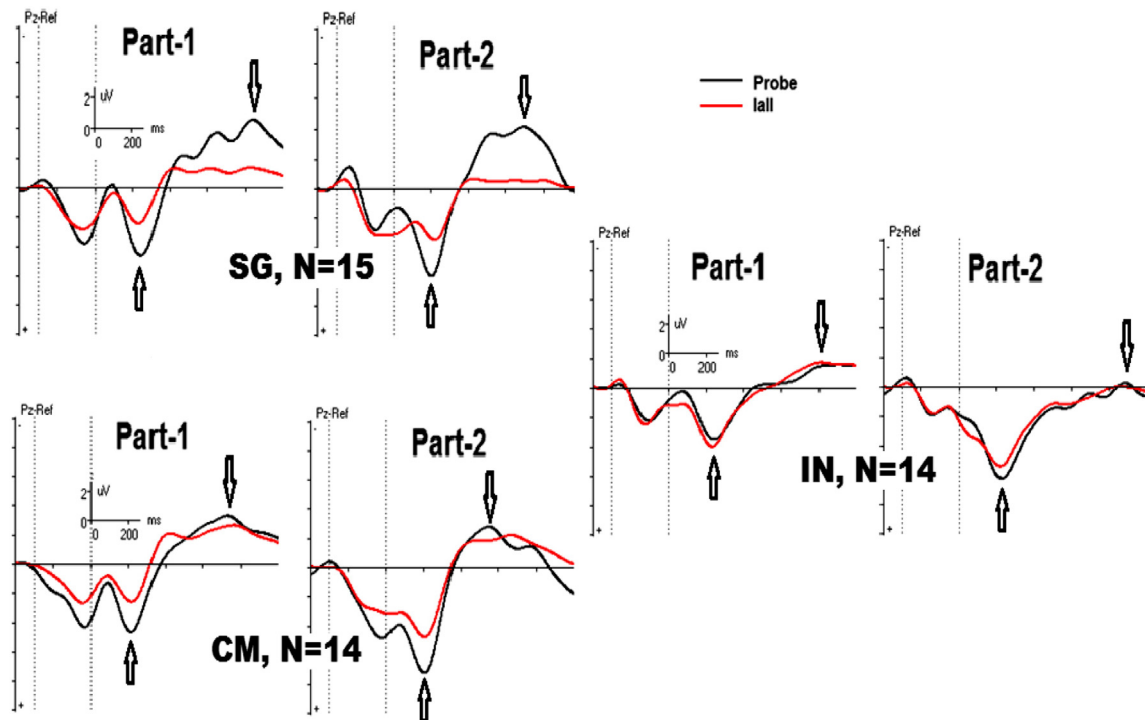 Pz-Ref
Part-1
2
uV
0
0 200 ms
+
Pz-Ref
Part-2
+
SG, N=15
Probe
Iall
Pz-Ref
Part-1
2
uV
0
0 200 ms
+
Pz-Ref
Part-2
+
IN, N=14
Pz-Ref
Part-1
2
uV
0
0 200 ms
+
Pz-Ref
Part-2
+
CM, N=14